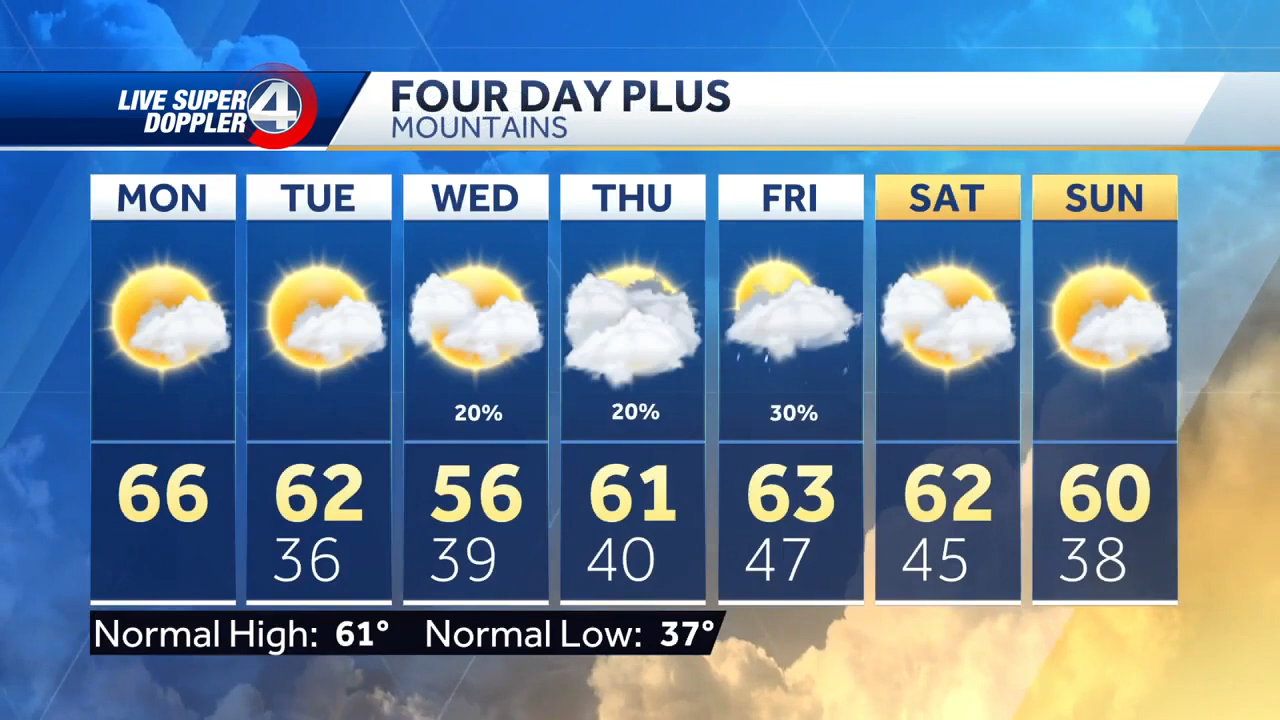 LIVE SUPER
DOPPLER 4
FOUR DAY PLUS
MOUNTAINS
MON TUE WED THU FRI SAT SUN
20% 20% 30%
66 62 56 61 63 62 60
36 39 40 47 45 38
Normal High: 61° Normal Low: 37°